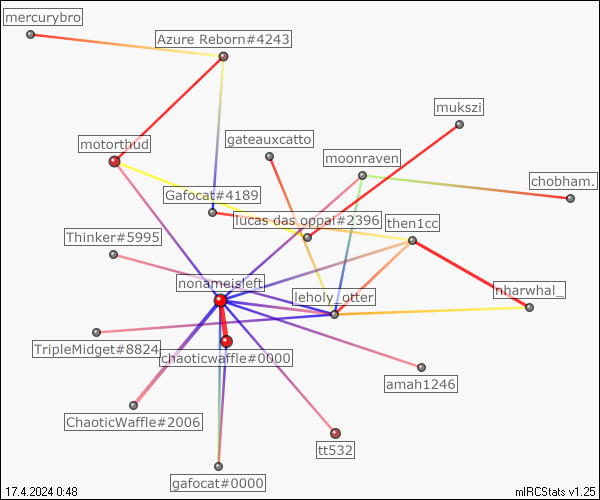 mercurybro
Azure Reborn#4243
mukszi
motorthud
gateauxcatto
moonraven
chobham.
Gafocat#4189
lucas das oppai#2396
then1cc
Thinker#5995
nonameisleft
leholy_otter
nharwhal_
TripleMidget#8824
chaoticwaffle#0000
amah1246
ChaoticWaffle#2006
tt532
gafocat#0000
17.4.2024 0:48
mIRCStats v1.25